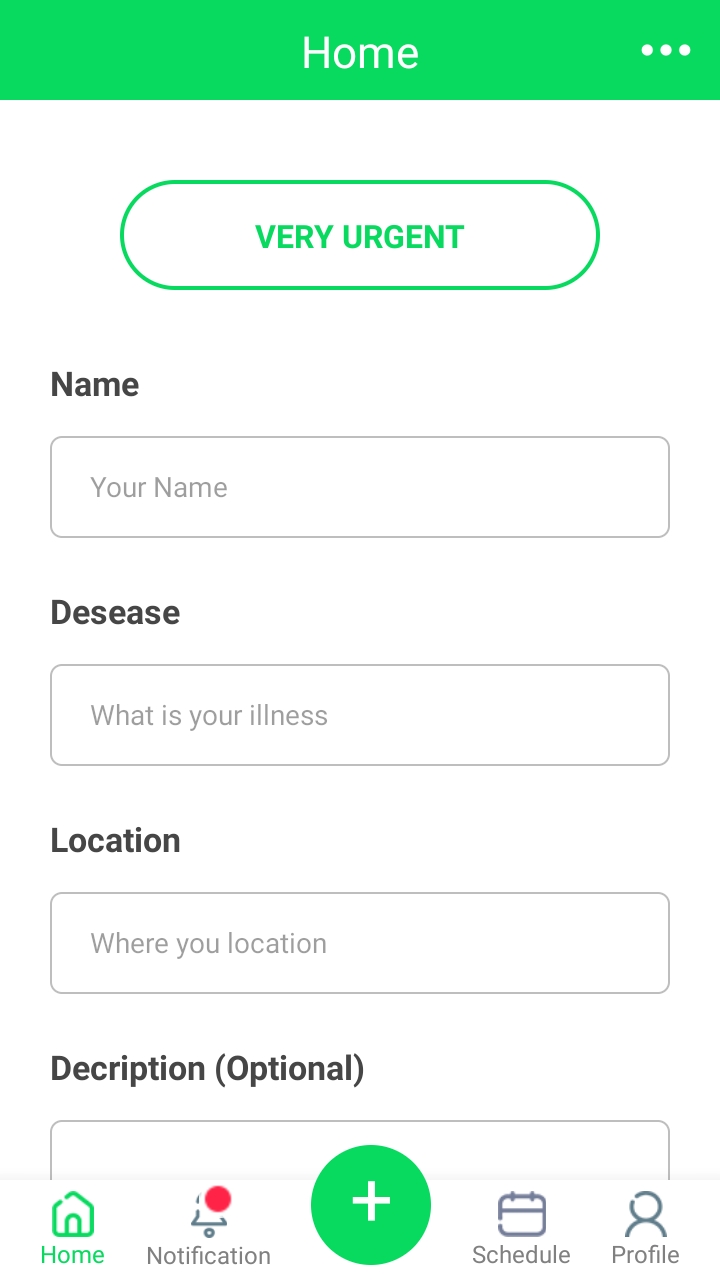 Home
VERY URGENT
Name
Your Name
Desease
What is your illness
Location
Where you location
Decription (Optional)
Home
Notification
Schedule
Profile